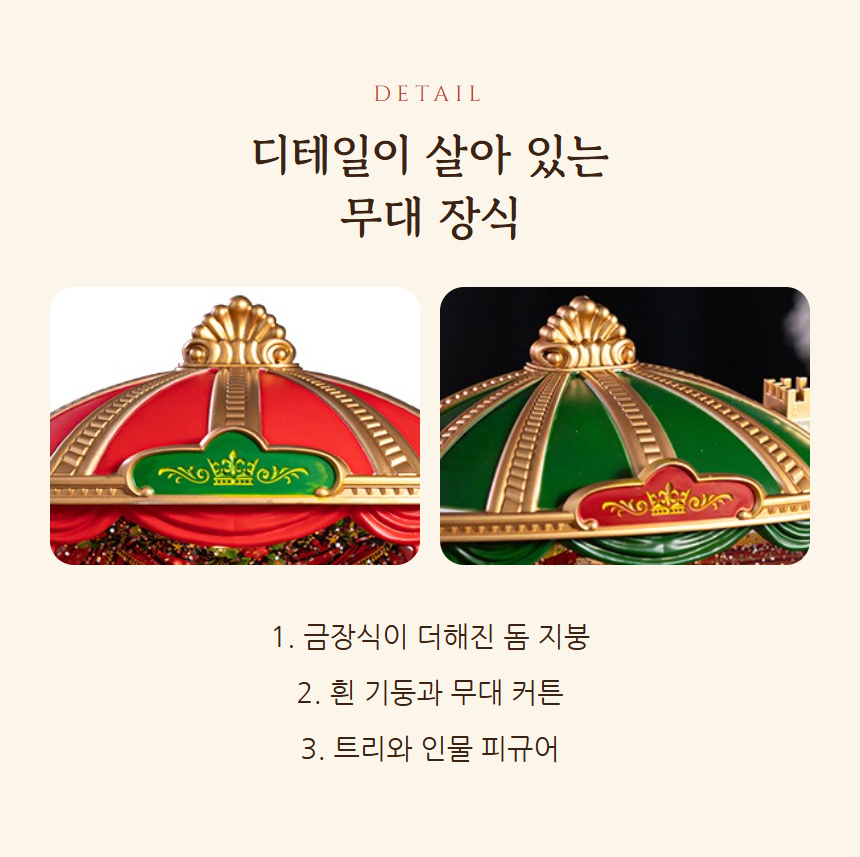 DETAIL
디테일이 살아 있는
무대 장식
1. 금장식이 더해진 돔 지붕
2. 흰 기둥과 무대 커튼
3. 트리와 인물 피규어